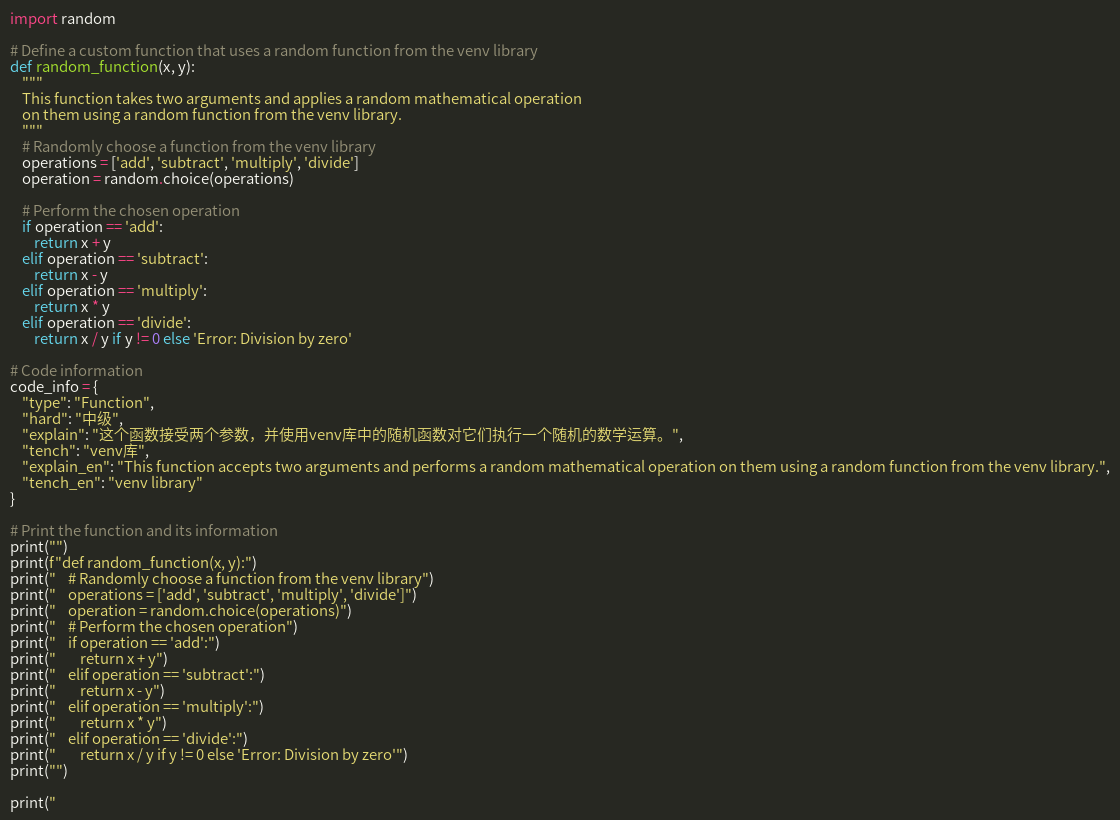 import random
# Define a custom function that uses a random function from the venv library
def random_function(x, y):
    """
    This function takes two arguments and applies a random mathematical operation
    on them using a random function from the venv library.
    """
    # Randomly choose a function from the venv library
    operations = ['add', 'subtract', 'multiply', 'divide']
    operation = random.choice(operations)
    # Perform the chosen operation
    if operation == 'add':
        return x + y
    elif operation == 'subtract':
        return x - y
    elif operation == 'multiply':
        return x * y
    elif operation == 'divide':
        return x / y if y != 0 else 'Error: Division by zero'
# Code information
code_info = {
    "type": "Function",
    "hard": "中级",
    "explain": "这个函数接受两个参数，并使用venv库中的随机函数对它们执行一个随机的数学运算。",
    "tench": "venv库",
    "explain_en": "This function accepts two arguments and performs a random mathematical operation on them using a random function from the venv library.",
    "tench_en": "venv library"
}
# Print the function and its information
print("")
print(f"def random_function(x, y):")
print("    # Randomly choose a function from the venv library")
print("    operations = ['add', 'subtract', 'multiply', 'divide']")
print("    operation = random.choice(operations)")
print("    # Perform the chosen operation")
print("    if operation == 'add':")
print("        return x + y")
print("    elif operation == 'subtract':")
print("        return x - y")
print("    elif operation == 'multiply':")
print("        return x * y")
print("    elif operation == 'divide':")
print("        return x / y if y != 0 else 'Error: Division by zero'")
print("")
print("